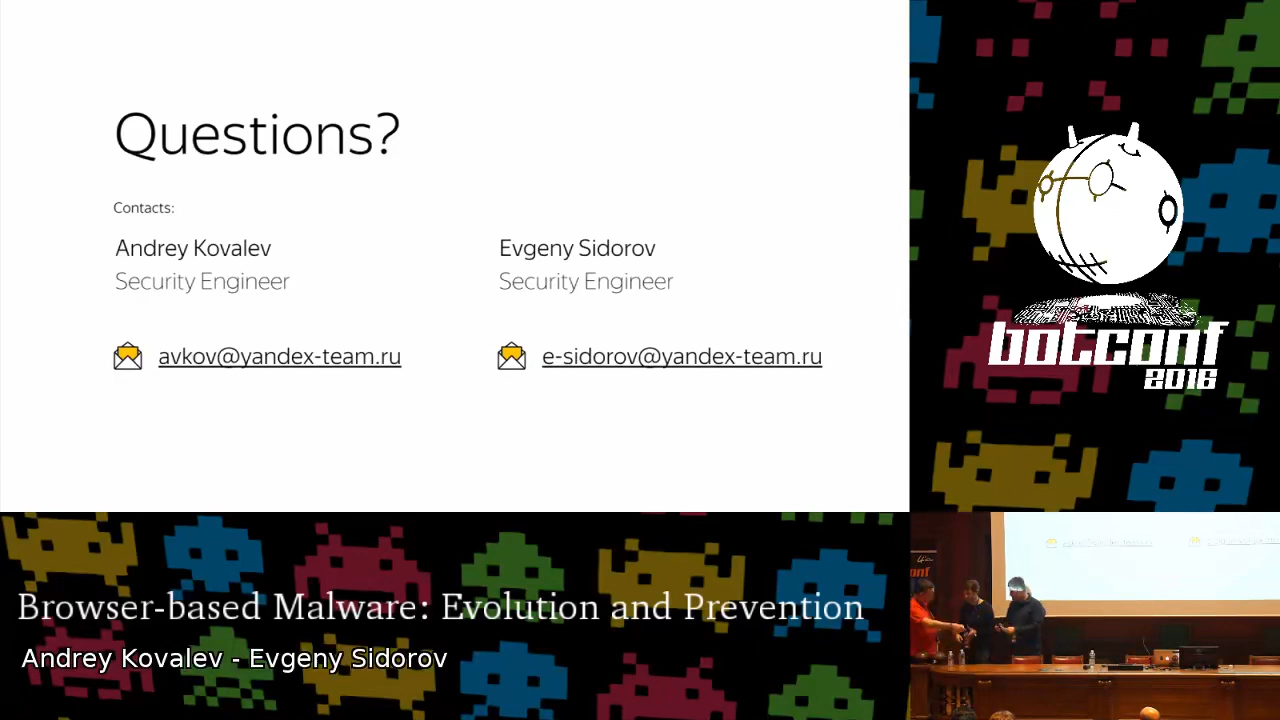 Questions?
Contacts:
Andrey Kovalev
Security Engineer
avkov@yandex-team.ru
Evgeny Sidorov
Security Engineer
e-sidorov@yandex-team.ru
botconf
2016
Browser-based Malware: Evolution and Prevention
Andrey Kovalev - Evgeny Sidorov